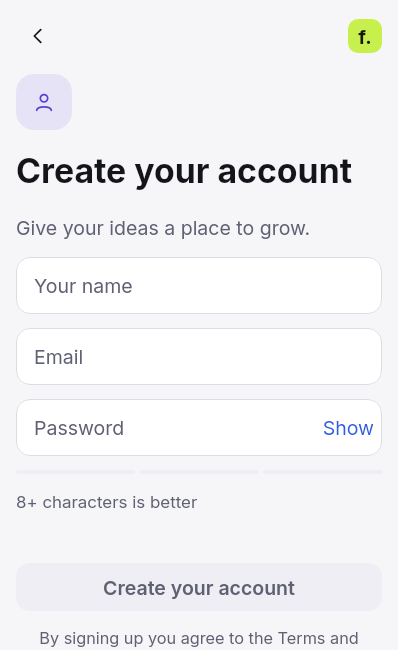 f.
Create your account
Give your ideas a place to grow.
Your name
Email
Password Show
8+ characters is better
Create your account
By signing up you agree to the Terms and